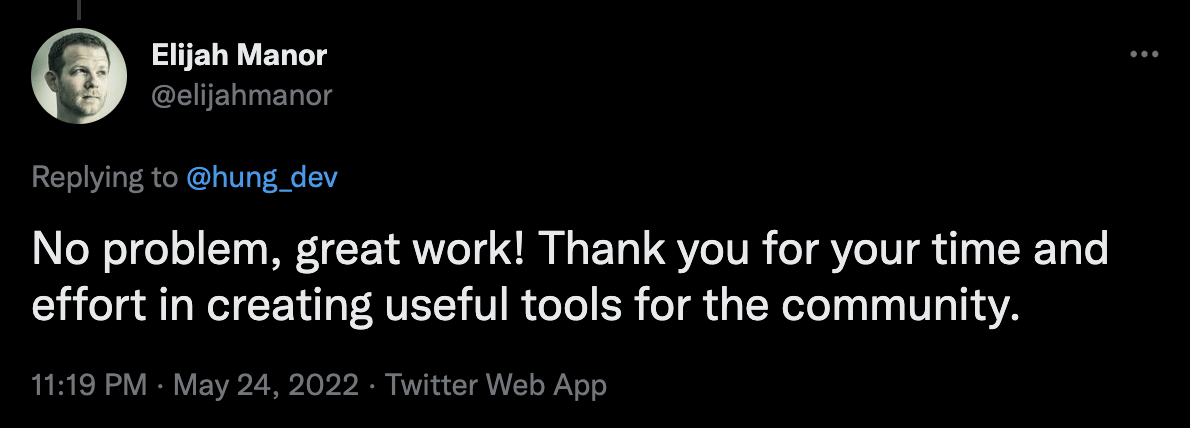 Elijah Manor
@elijahmanor
Replying to @hung_dev
No problem, great work! Thank you for your time and
effort in creating useful tools for the community.
11:19 PM · May 24, 2022 · Twitter Web App